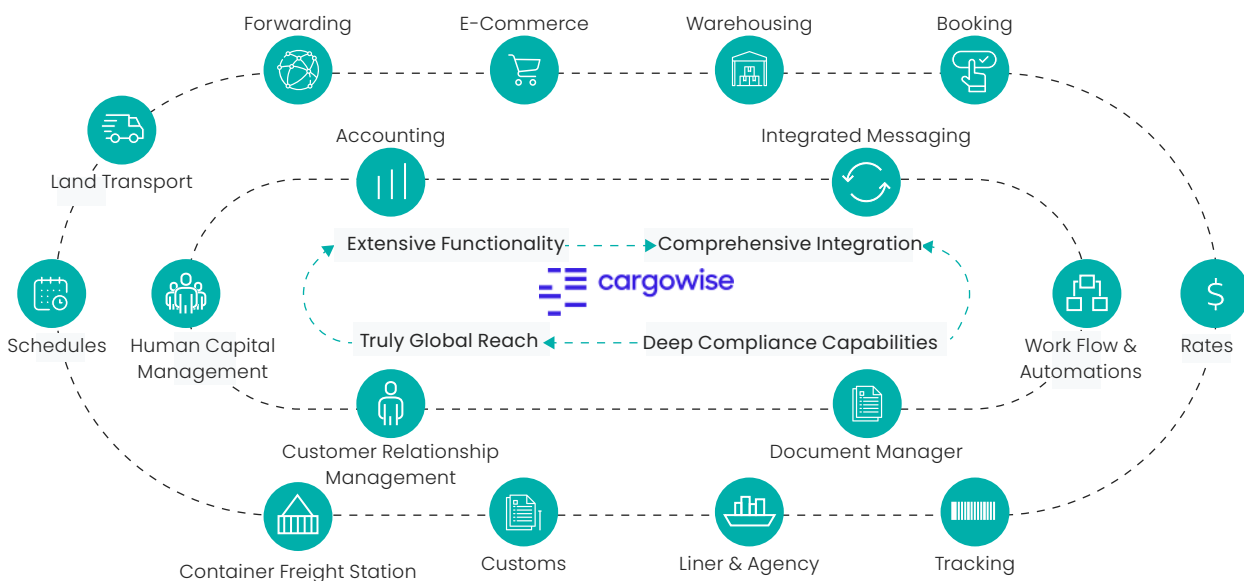 Forwarding
E-Commerce
Warehousing
Booking
Land Transport
Accounting
Integrated Messaging
Extensive Functionality
Comprehensive Integration
cargowise
Truly Global Reach
Deep Compliance Capabilities
Schedules
Human Capital
Management
Work Flow &
Automations
$
Rates
Customer Relationship
Management
Document Manager
Container Freight Station
Customs
Liner & Agency
Tracking